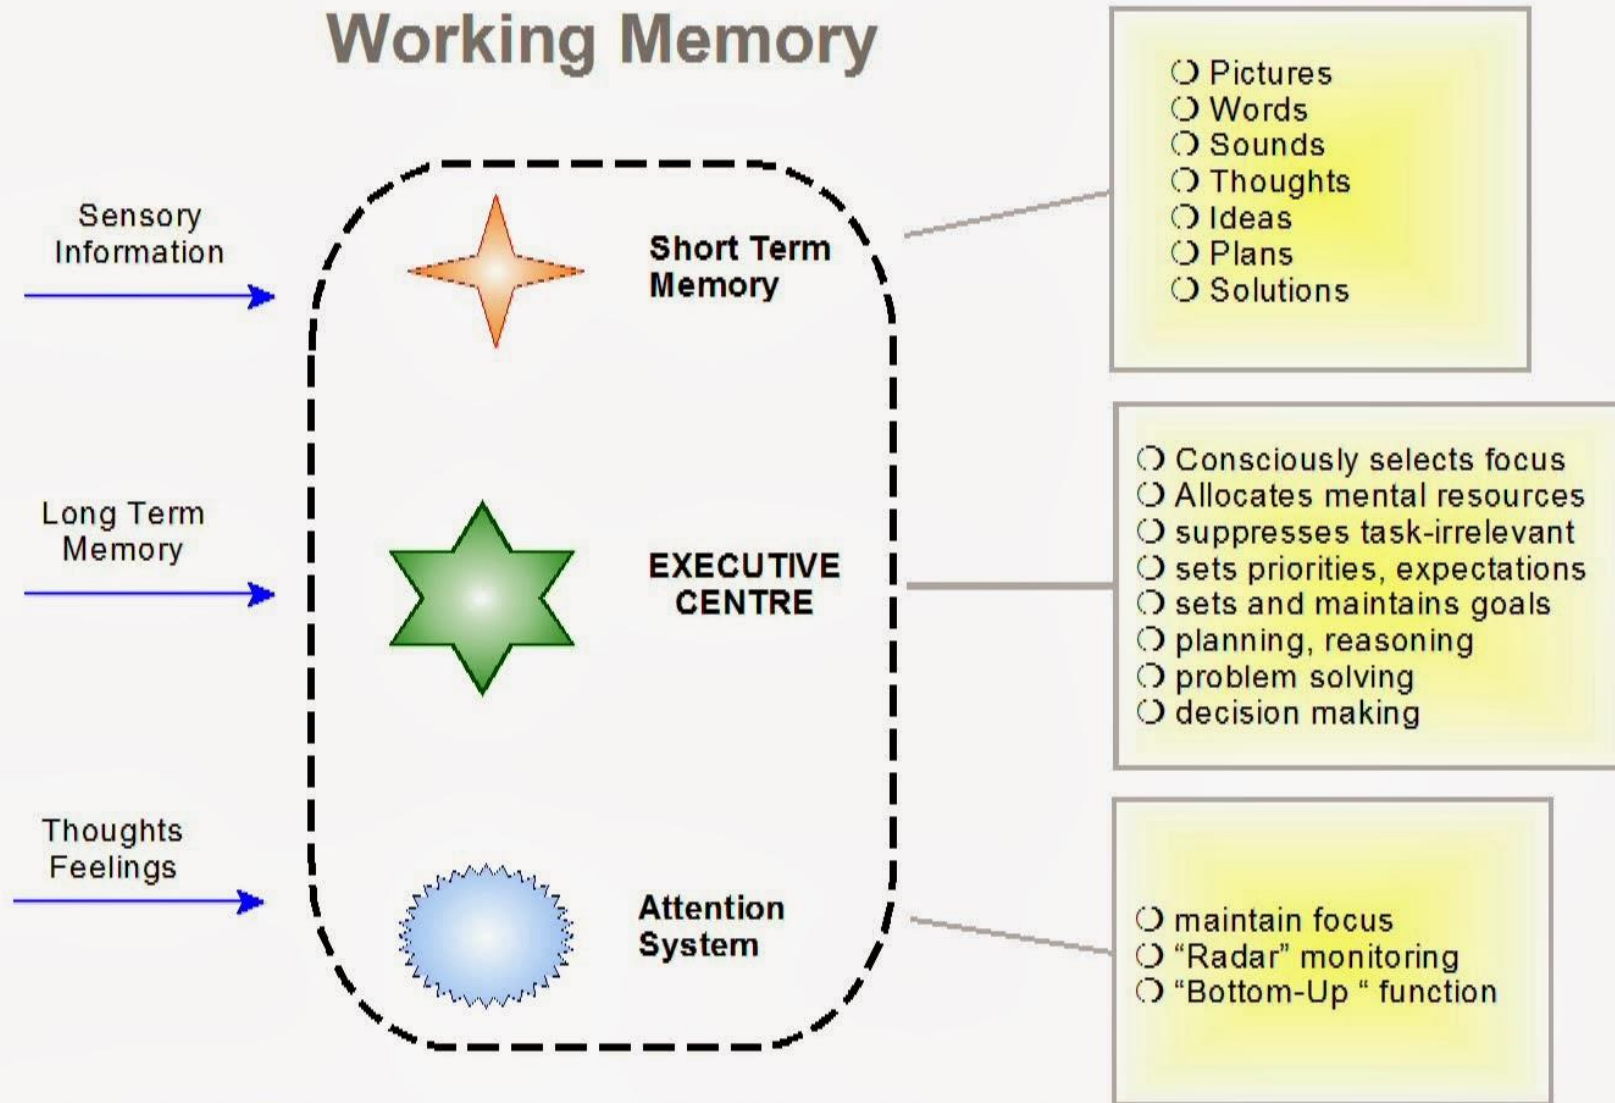 Working Memory
Sensory
Information
Long Term
Memory
Thoughts
Feelings
Short Term
Memory
EXECUTIVE
CENTRE
Attention
System
Pictures
Words
Sounds
Thoughts
Ideas
Plans
Solutions
Consciously selects focus
Allocates mental resources
suppresses task-irrelevant
sets priorities, expectations
sets and maintains goals
planning, reasoning
problem solving
decision making
maintain focus
“Radar” monitoring
“Bottom-Up “ function